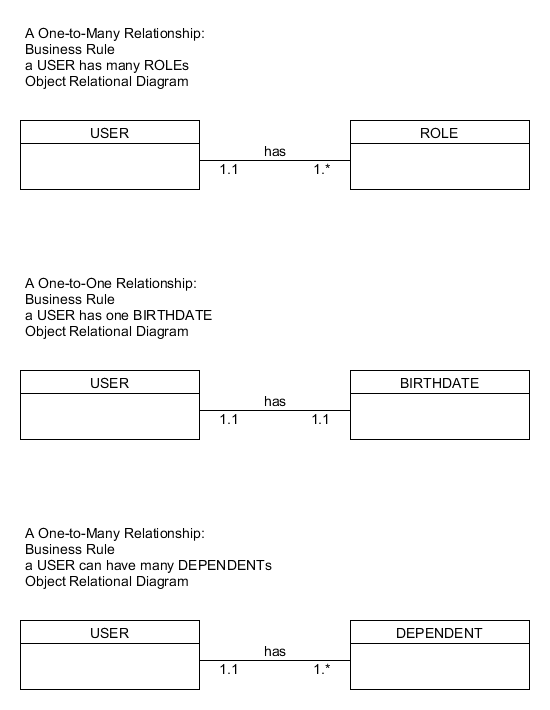 A One-to-Many Relationship:
Business Rule
a USER has many ROLEs
Object Relational Diagram
USER
ROLE
has
1.1
1.*
A One-to-One Relationship:
Business Rule
a USER has one BIRTHDATE
Object Relational Diagram
USER
BIRTHDATE
has
1.1
1.1
A One-to-Many Relationship:
Business Rule
a USER can have many DEPENDENTs
Object Relational Diagram
USER
DEPENDENT
has
1.1
1.*